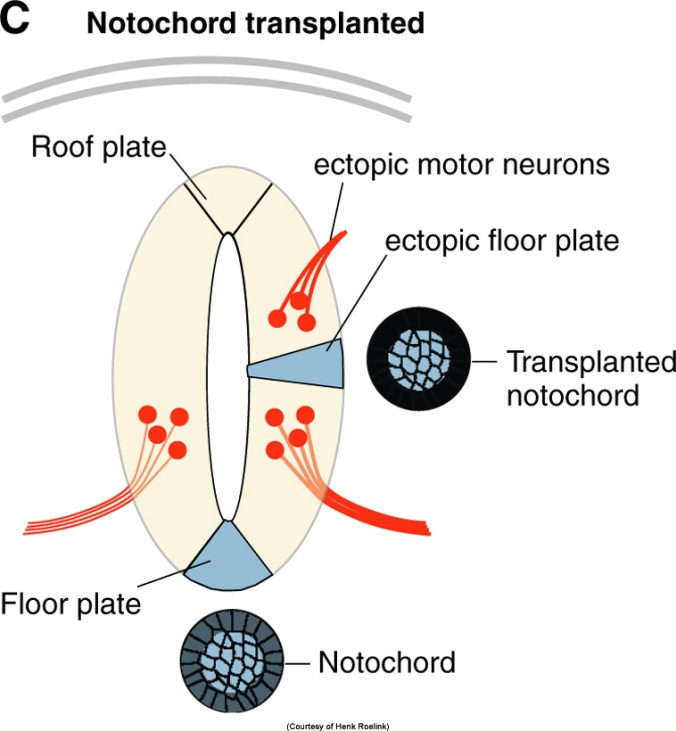 C Notochord transplanted
Roof plate
ectopic motor neurons
ectopic floor plate
Transplanted
notochord
Floor plate
Notochord
(Courtesy of Henk Roelink)